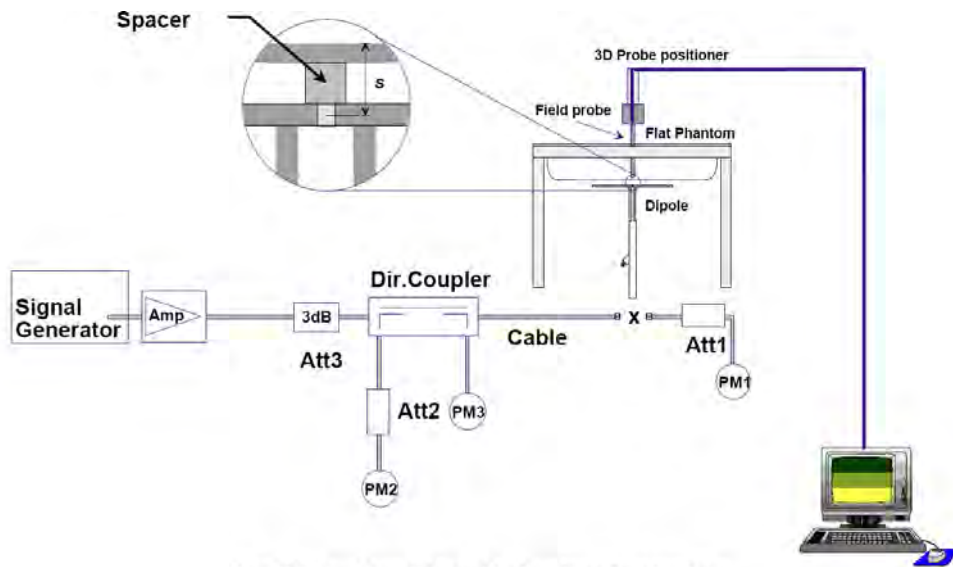 Spacer
s
3D Probe positioner
Field probe
Flat Phantom
Dipole
Signal
Generator
Amp
3dB
Att3
Dir.Coupler
Cable
x
Att1
PM1
Att2
PM3
PM2